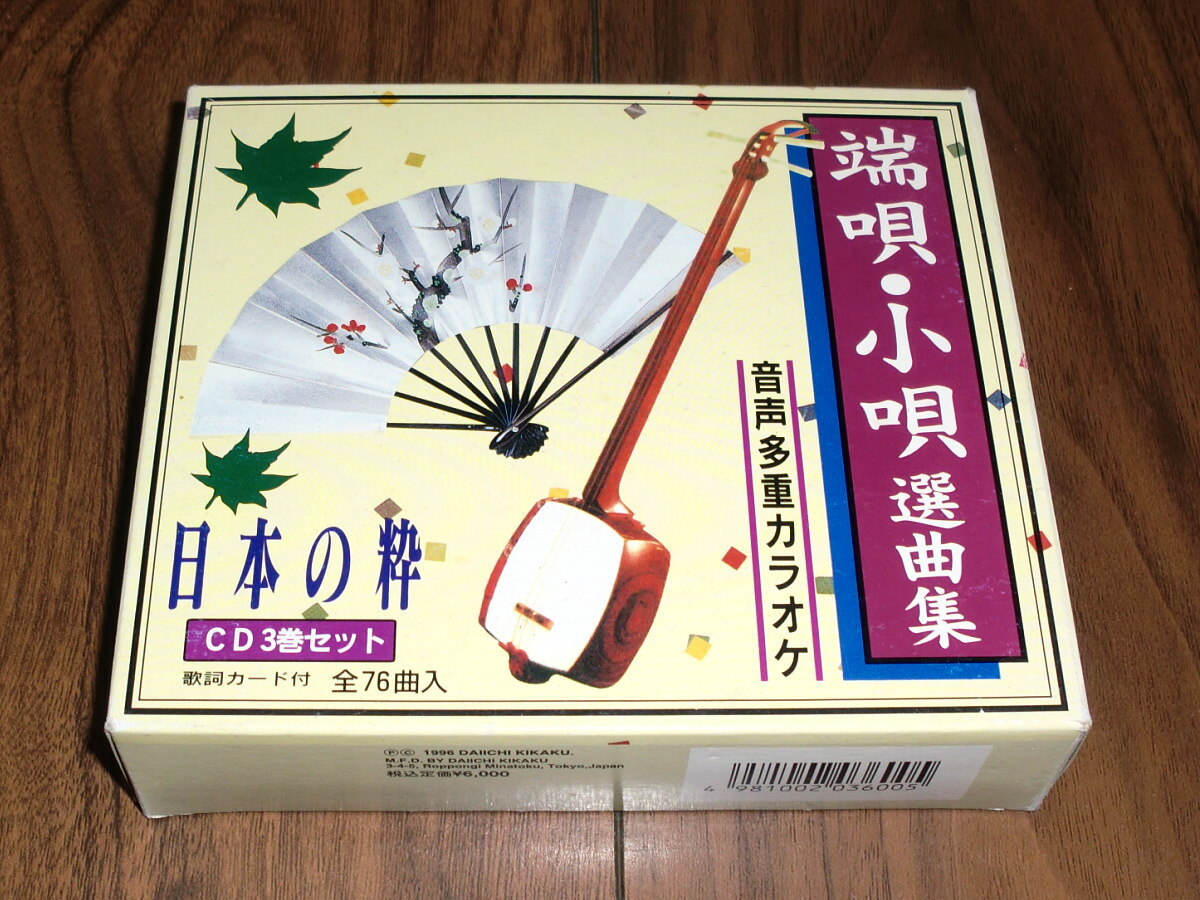 端唄・小唄選曲集
音声多重カラオケ
日本の粋
CD3巻セット
歌詞カード付 全76曲入
Ⓟ© 1996 DAIICHI KIKAKU.
M.F.D. BY DAIICHI KIKAKU
3-4-5, Roppongi Minatoku, Tokyo,Japan
税込定価¥6,000
4 981002 036005